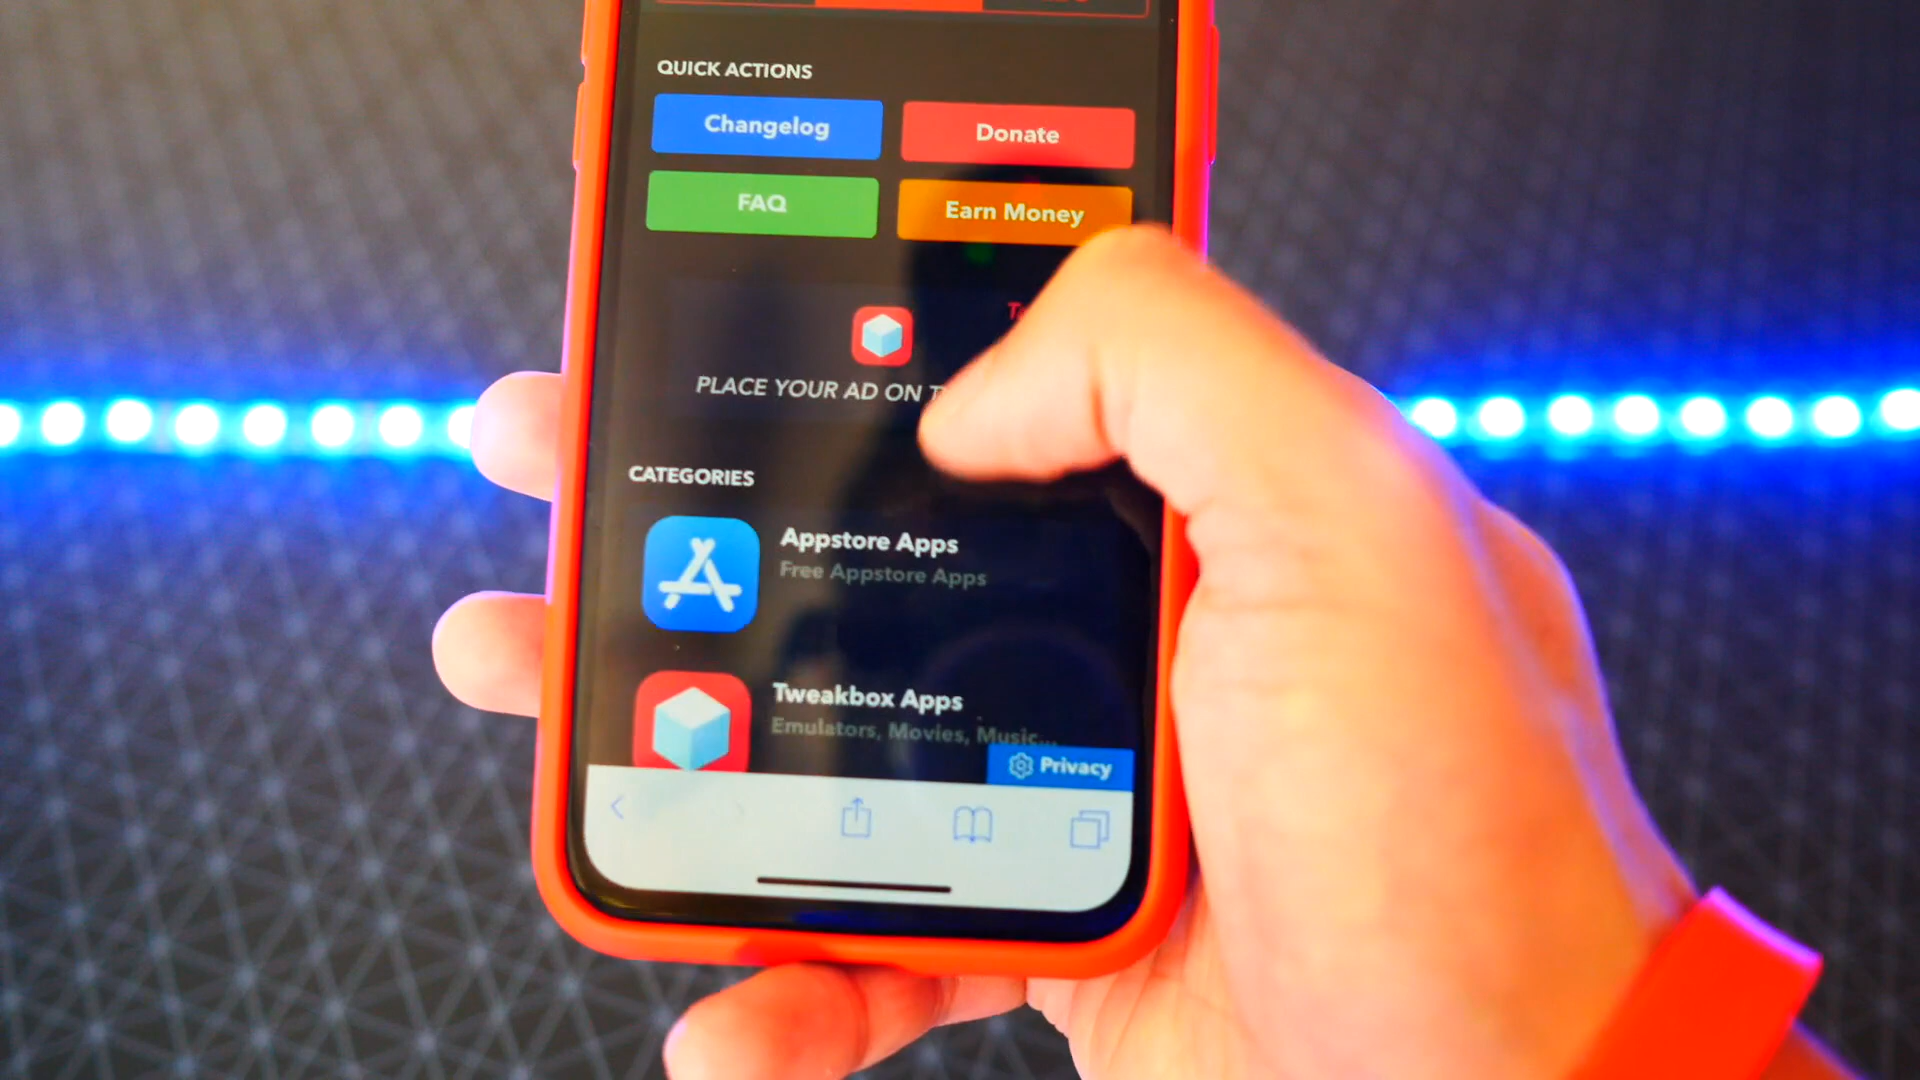 QUICK ACTIONS
Changelog
Donate
FAQ
Earn Money
PLACE YOUR AD ON
CATEGORIES
Appstore Apps
Free Appstore Apps
Tweakbox Apps
Emulators, Movies, Music...
Privacy